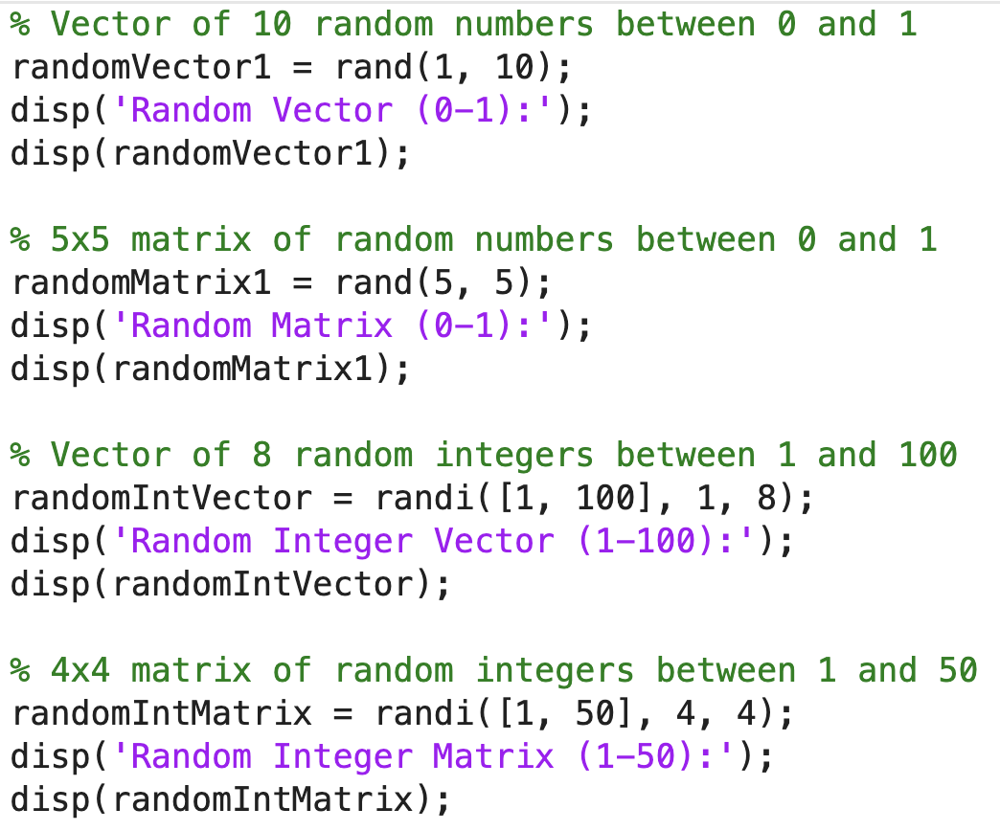 % Vector of 10 random numbers between 0 and 1
randomVector1 = rand(1, 10);
disp('Random Vector (0-1):');
disp(randomVector1);

% 5x5 matrix of random numbers between 0 and 1
randomMatrix1 = rand(5, 5);
disp('Random Matrix (0-1):');
disp(randomMatrix1);

% Vector of 8 random integers between 1 and 100
randomIntVector = randi([1, 100], 1, 8);
disp('Random Integer Vector (1-100):');
disp(randomIntVector);

% 4x4 matrix of random integers between 1 and 50
randomIntMatrix = randi([1, 50], 4, 4);
disp('Random Integer Matrix (1-50):');
disp(randomIntMatrix);